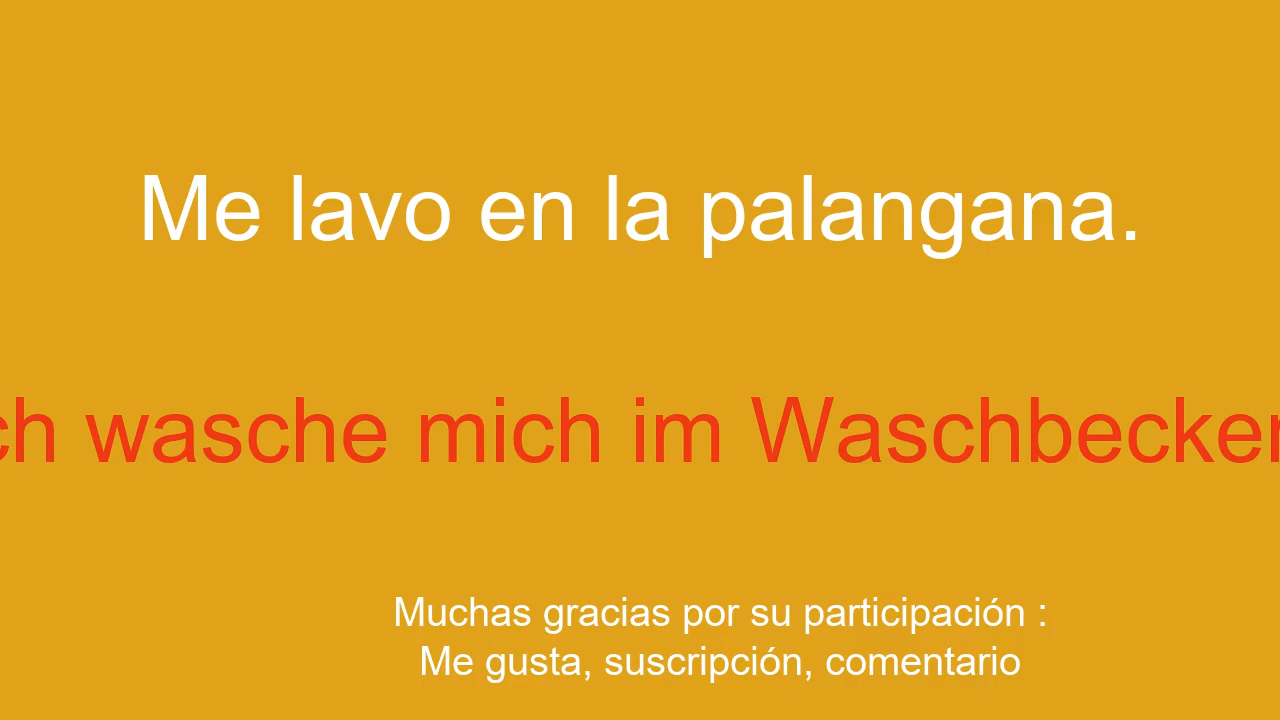 Me lavo en la palangana.
ch wasche mich im Waschbecken
Muchas gracias por su participación :
Me gusta, suscripción, comentario